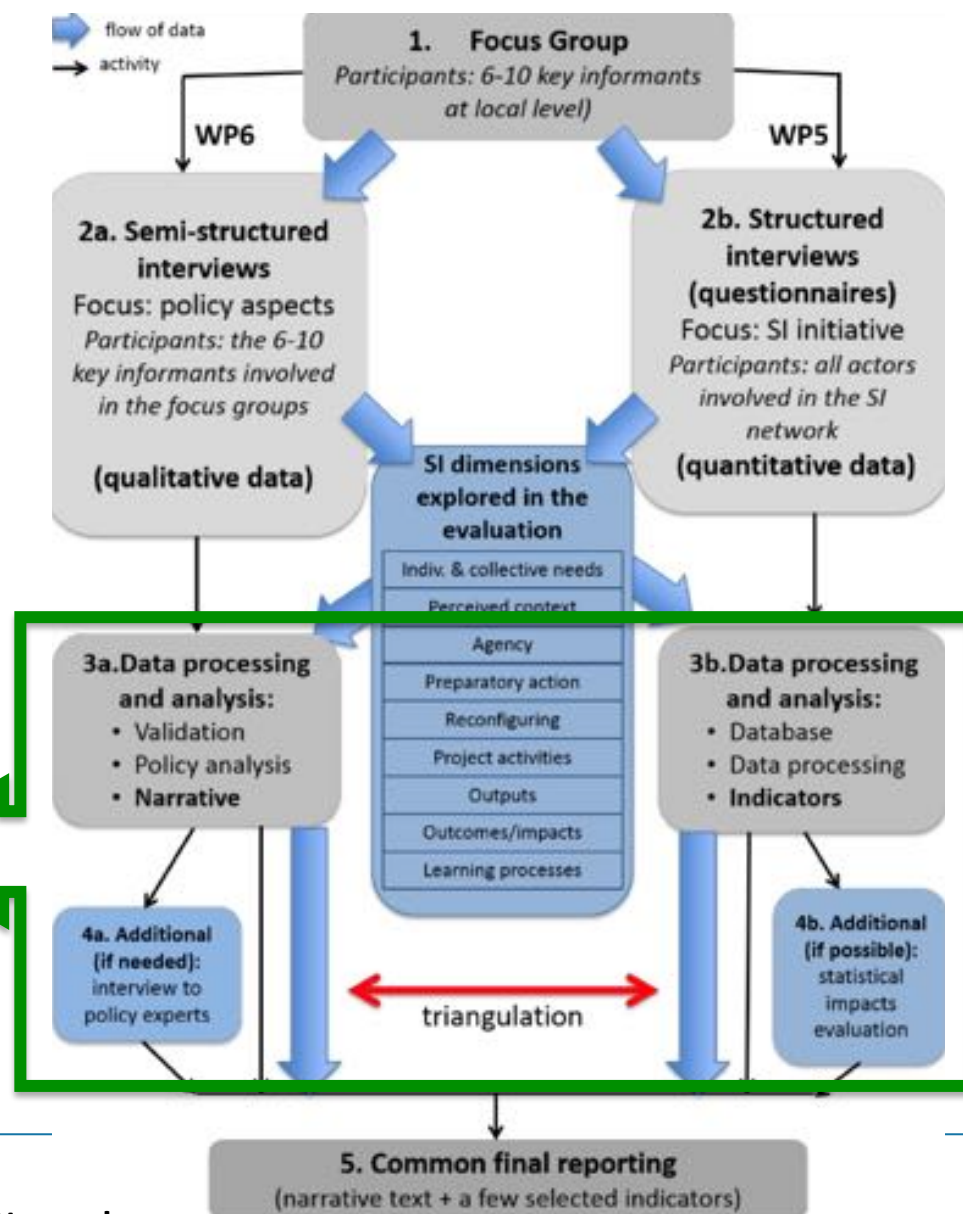 flow of data
activity
1. Focus Group
Participants: 6-10 key informants
at local level)
WP6
WP5
2a. Semi-structured
interviews
Focus: policy aspects
Participants: the 6-10
key informants involved
in the focus groups
(qualitative data)
2b. Structured
interviews
(questionnaires)
Focus: SI initiative
Participants: all actors
involved in the SI
network
(quantitative data)
SI dimensions
explored in the
evaluation
Indiv. & collective needs
Perceived context
Agency
Preparatory action
Reconfiguring
Project activities
Outputs
Outcomes/impacts
Learning processes
3a.Data processing
and analysis:
• Validation
• Policy analysis
• Narrative
3b.Data processing
and analysis:
• Database
• Data processing
• Indicators
4a. Additional
(if needed):
interview to
policy experts
triangulation
4b. Additional
(if possible):
statistical
impacts
evaluation
5. Common final reporting
(narrative text + a few selected indicators)